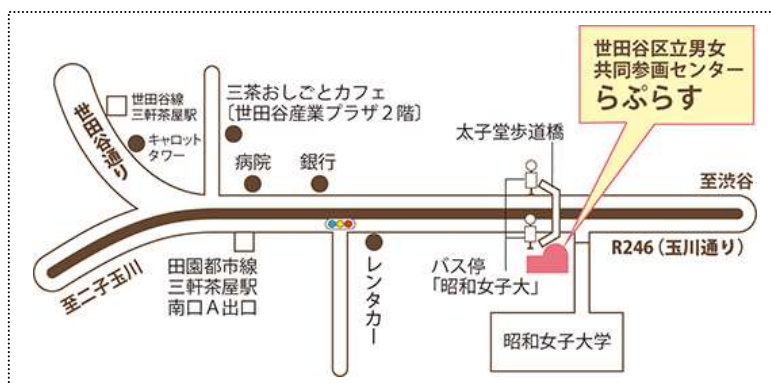 世田谷区立男女
共同参画センター
らぷらす
世田谷通り
世田谷線
三軒茶屋駅
キャロット
タワー
三茶おしごとカフェ
〔世田谷産業プラザ2階〕
病院
銀行
太子堂歩道橋
至渋谷
R246（玉川通り）
至二子玉川
田園都市線
三軒茶屋駅
南口A出口
レンタカー
バス停
「昭和女子大」
昭和女子大学